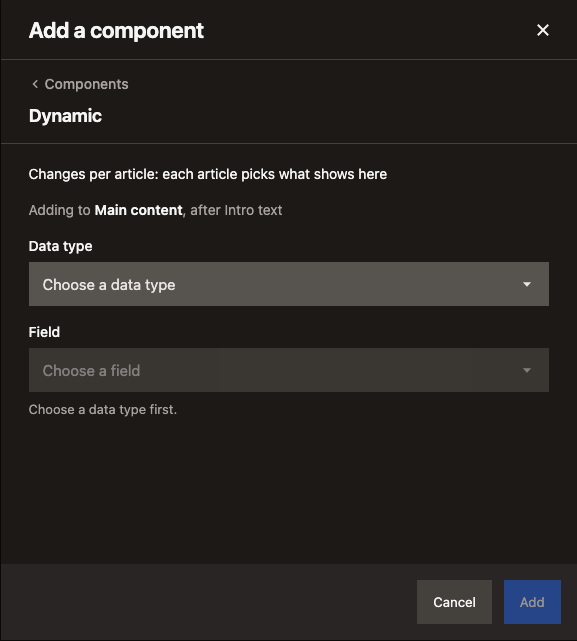 Add a component
Components
Dynamic
Changes per article: each article picks what shows here
Adding to Main content, after Intro text
Data type
Choose a data type
Field
Choose a field
Choose a data type first.
Cancel
Add